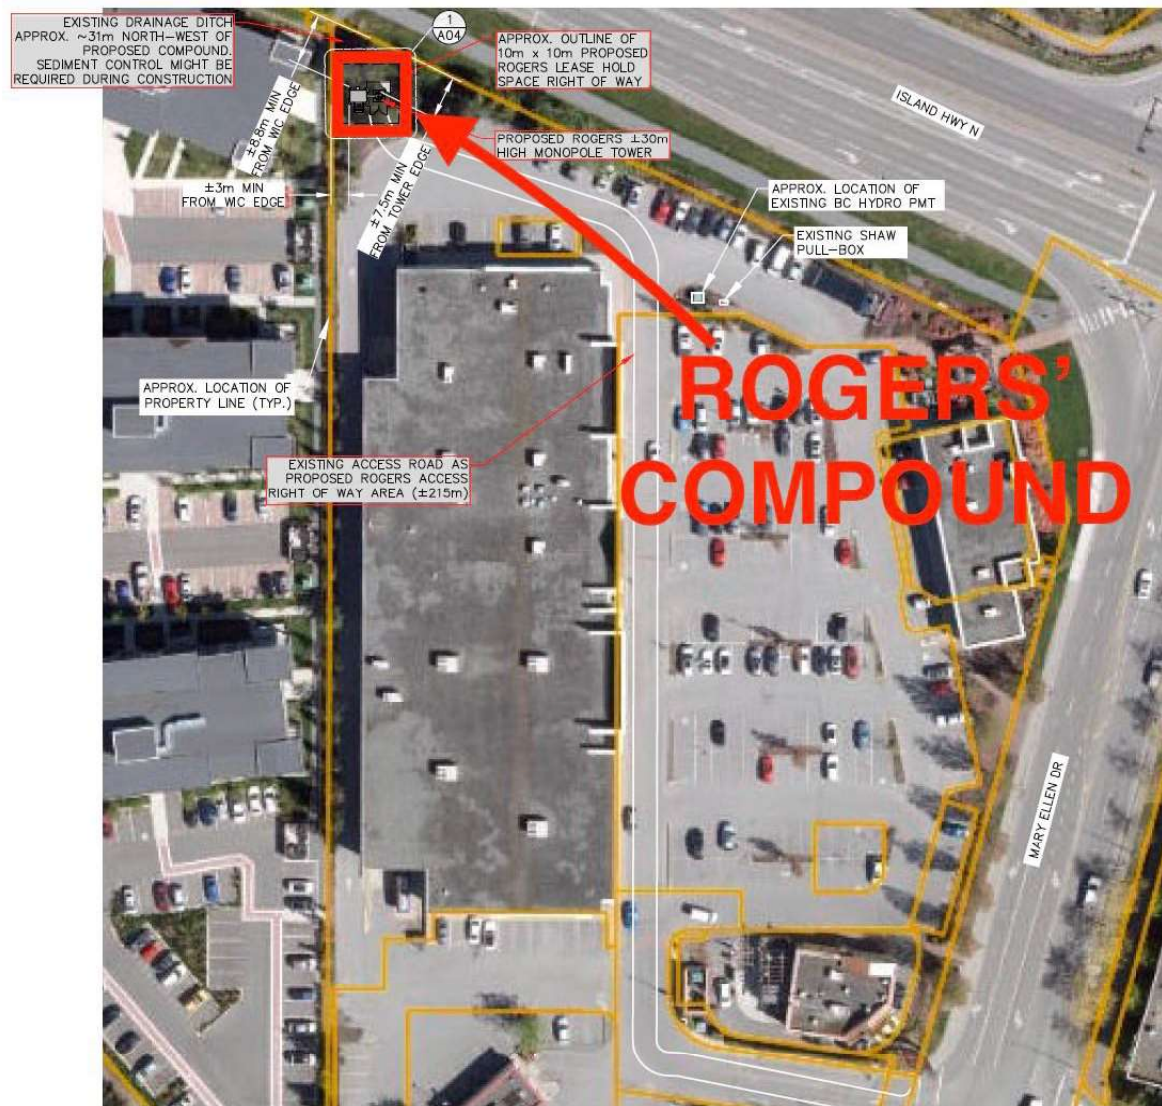 EXISTING DRAINAGE DITCH
APPROX. ~31m NORTH-WEST OF
PROPOSED COMPOUND.
SEDIMENT CONTROL MIGHT BE
REQUIRED DURING CONSTRUCTION
1
A04
APPROX. OUTLINE OF
10m x 10m PROPOSED
ROGERS LEASE HOLD
SPACE RIGHT OF WAY
ISLAND HWY N
±8.8m MIN
FROM WIC EDGE
PROPOSED ROGERS ±30m
HIGH MONOPOLE TOWER
±3m MIN
FROM WIC EDGE
±7.5m MIN
FROM TOWER EDGE
APPROX. LOCATION OF
EXISTING BC HYDRO PMT
EXISTING SHAW
PULL-BOX
APPROX. LOCATION OF
PROPERTY LINE (TYP.)
ROGERS'
COMPOUND
EXISTING ACCESS ROAD AS
PROPOSED ROGERS ACCESS
RIGHT OF WAY AREA (±215m)
MARY ELLEN DR